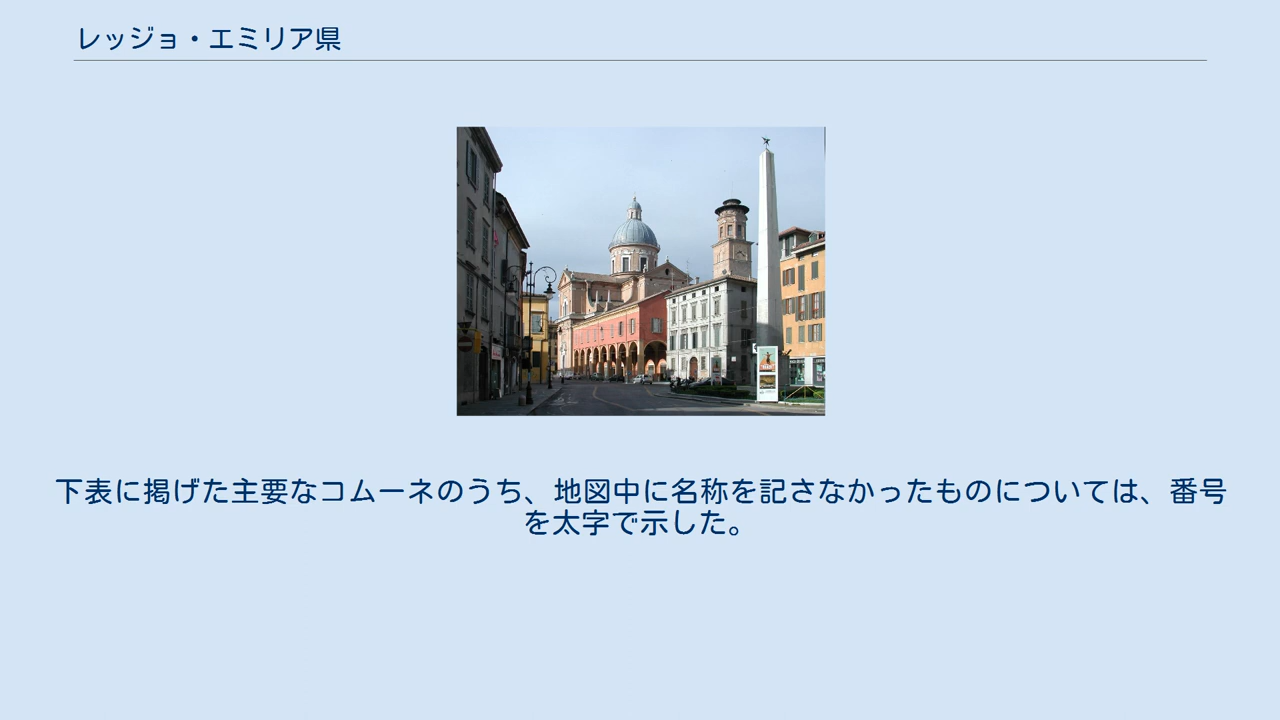 レッジョ・エミリア県
下表に掲げた主要なコムーネのうち、地図中に名称を記さなかったものについては、番号
を太字で示した。